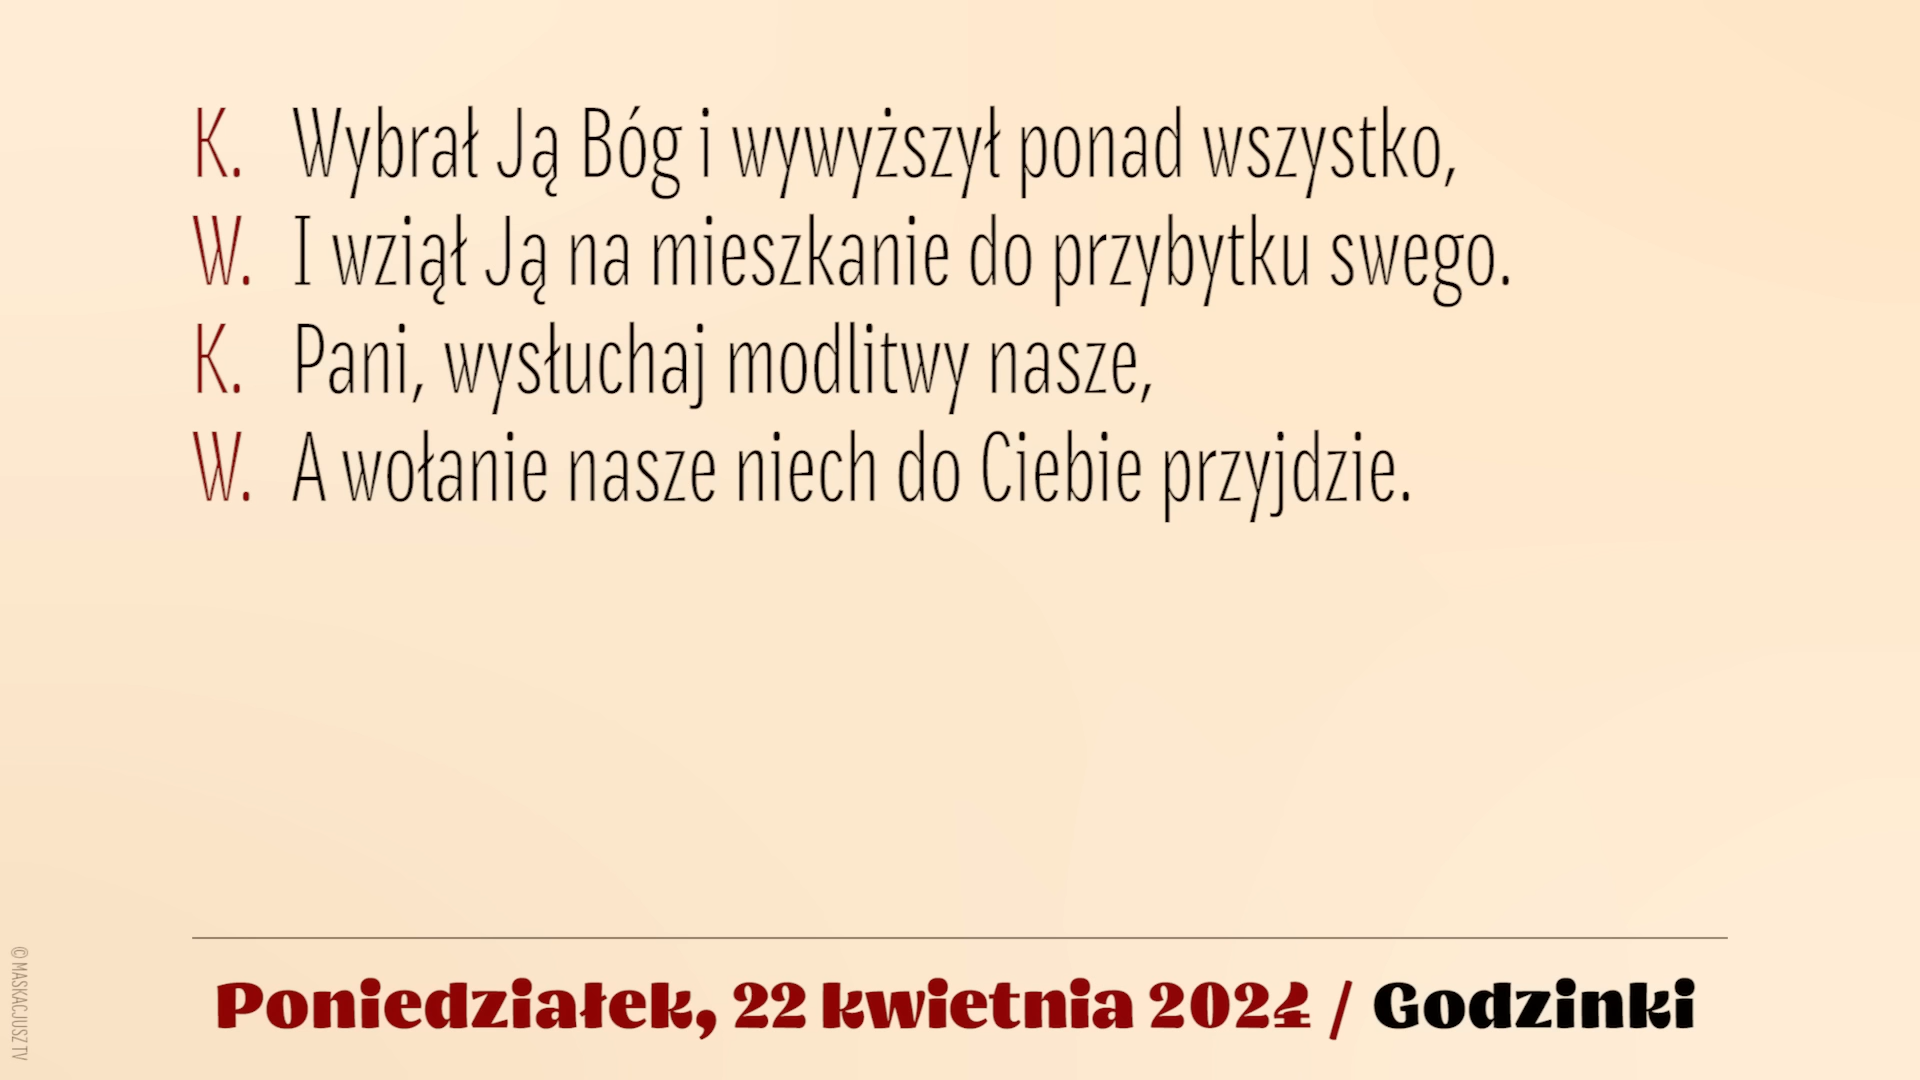 K. Wybrał Ją Bóg i wywyższył ponad wszystko,
W. I wziął Ją na mieszkanie do przybytku swego.
K. Pani, wysłuchaj modlitwy nasze,
W. A wołanie nasze niech do Ciebie przyjdzie.
Poniedziałek, 22 kwietnia 2024 / Godzinki
© MASKACJUSZ TV